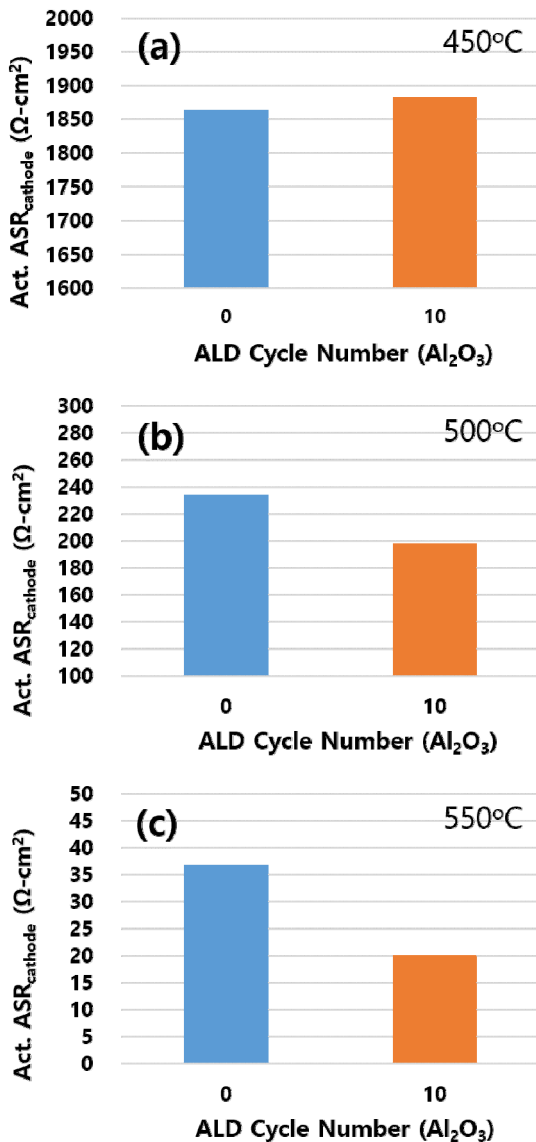 (a)
450°C
2000
1950
1900
1850
1800
1750
1700
1650
1600
Act. ASRcathode (Ω-cm²)
0 10
ALD Cycle Number (Al₂O₃)
(b)
500°C
300
280
260
240
220
200
180
160
140
120
100
Act. ASRcathode (Ω-cm²)
0 10
ALD Cycle Number (Al₂O₃)
(c)
550°C
50
45
40
35
30
25
20
15
10
5
0
Act. ASRcathode (Ω-cm²)
0 10
ALD Cycle Number (Al₂O₃)